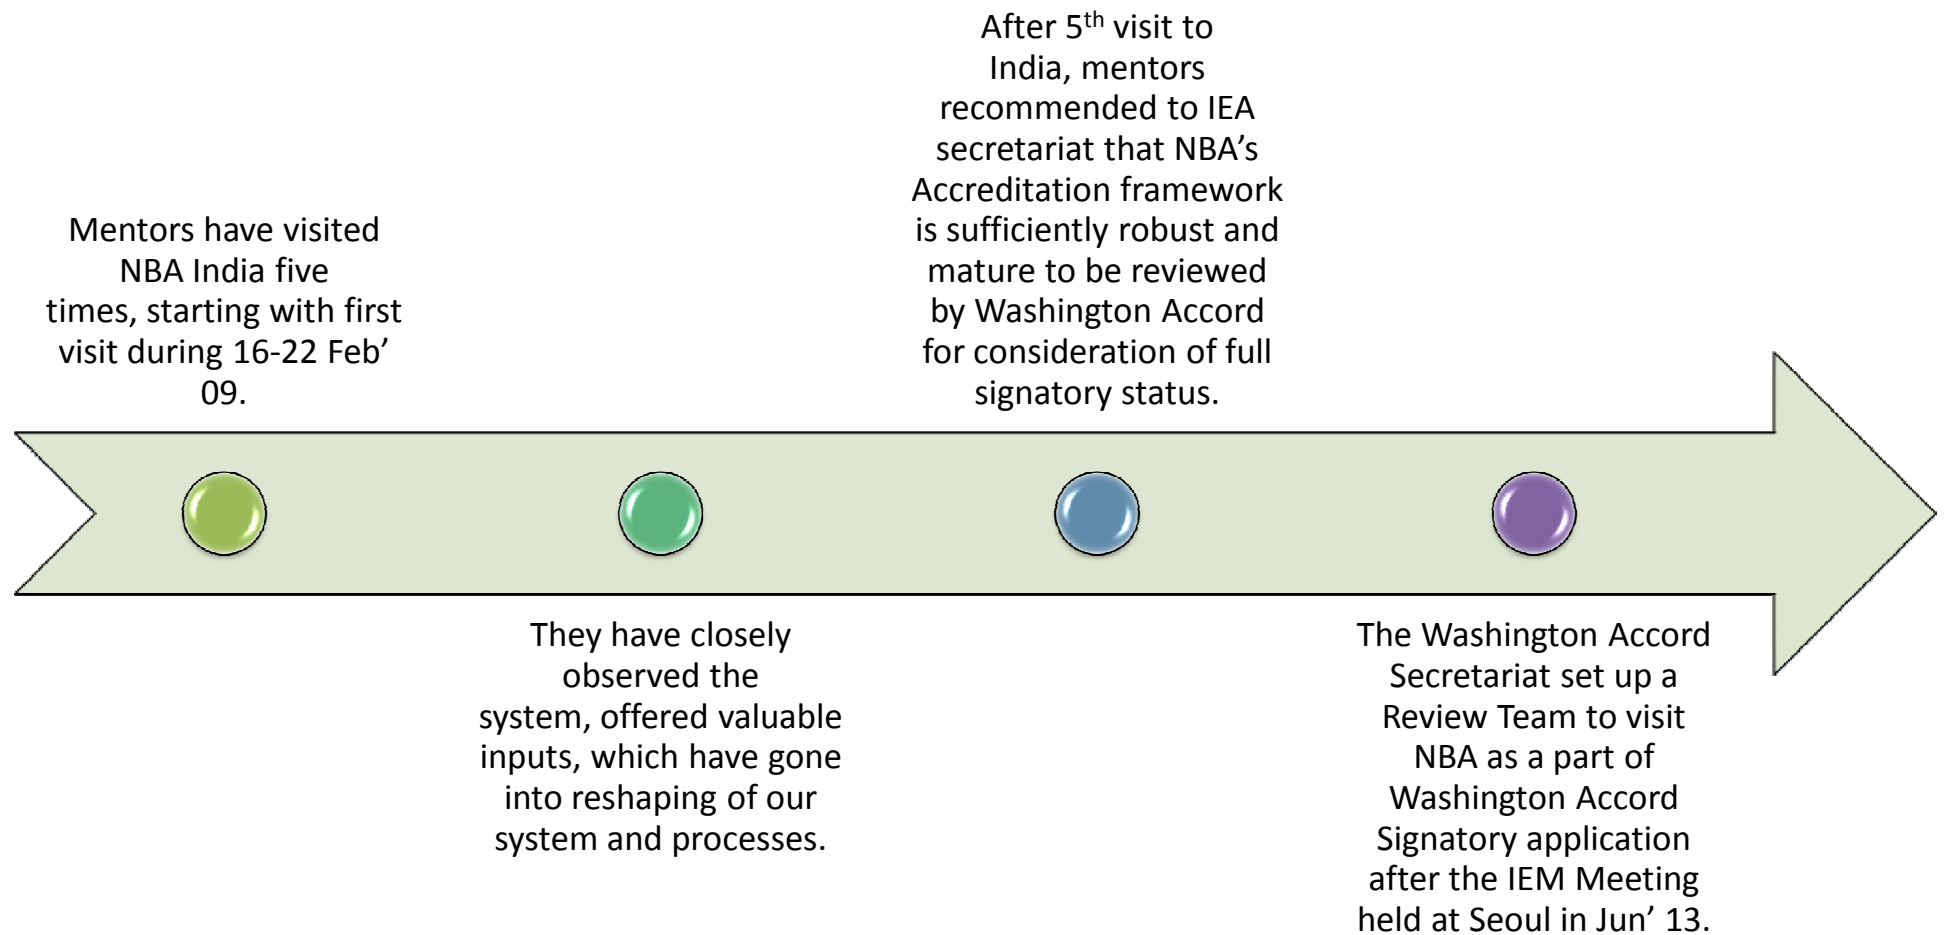 Mentors have visited
NBA India five
times, starting with first
visit during 16-22 Feb’
09.
They have closely
observed the
system, offered valuable
inputs, which have gone
into reshaping of our
system and processes.
After 5th visit to
India, mentors
recommended to IEA
secretariat that NBA’s
Accreditation framework
is sufficiently robust and
mature to be reviewed
by Washington Accord
for consideration of full
signatory status.
The Washington Accord
Secretariat set up a
Review Team to visit
NBA as a part of
Washington Accord
Signatory application
after the IEM Meeting
held at Seoul in Jun’ 13.